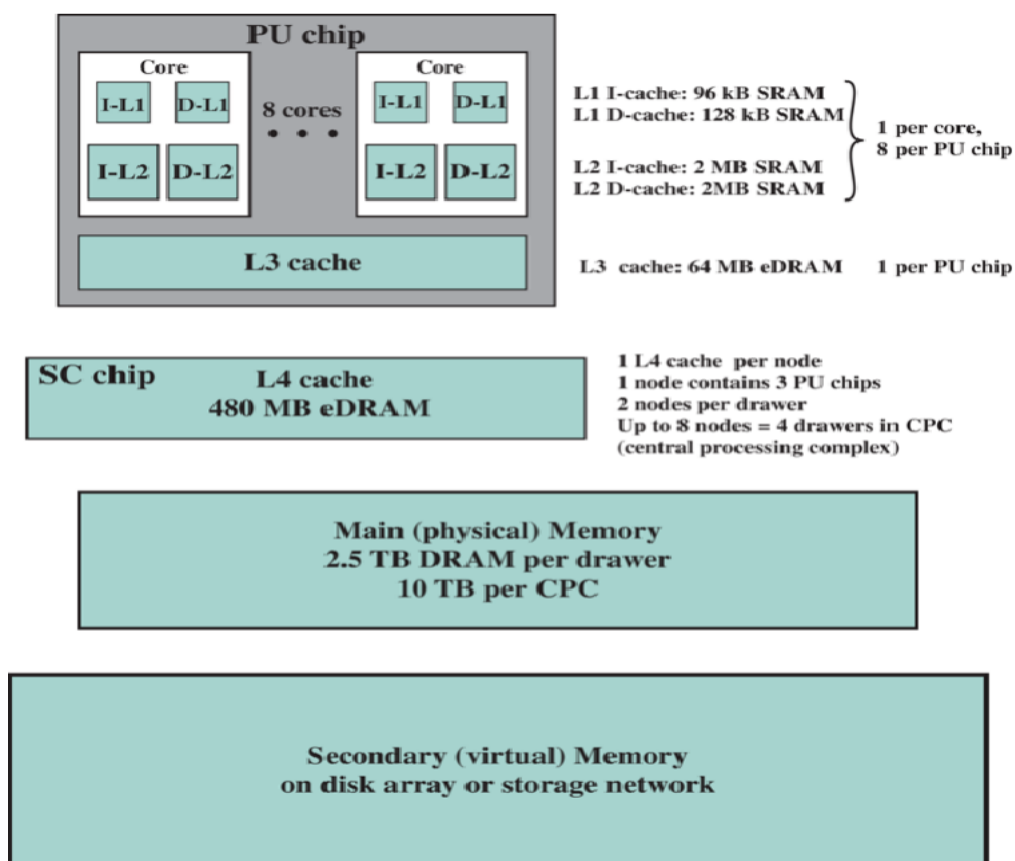 PU chip
Core
I-L1 D-L1
I-L2 D-L2
8 cores
• • •
Core
I-L1 D-L1
I-L2 D-L2
L3 cache
L1 I-cache: 96 kB SRAM
L1 D-cache: 128 kB SRAM
L2 I-cache: 2 MB SRAM
L2 D-cache: 2MB SRAM
1 per core,
8 per PU chip
L3 cache: 64 MB eDRAM 1 per PU chip
SC chip
L4 cache
480 MB eDRAM
1 L4 cache per node
1 node contains 3 PU chips
2 nodes per drawer
Up to 8 nodes = 4 drawers in CPC
(central processing complex)
Main (physical) Memory
2.5 TB DRAM per drawer
10 TB per CPC
Secondary (virtual) Memory
on disk array or storage network